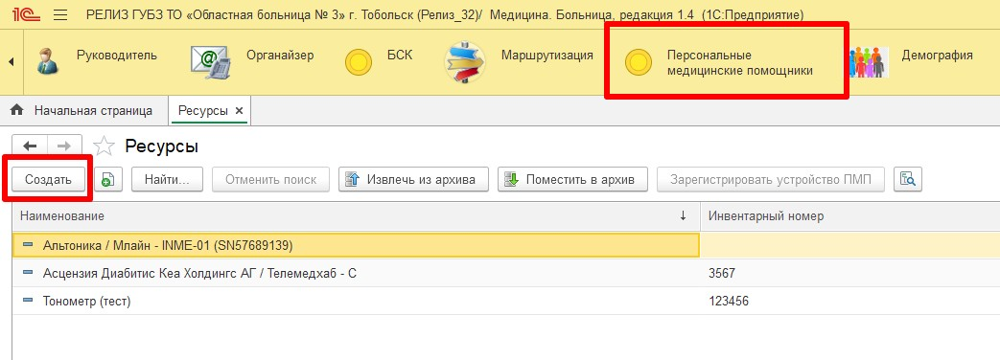 1С РЕЛИЗ ГУБЗ ТО «Областная больница № 3» г. Тобольск (Релиз_32)/ Медицина. Больница, редакция 1.4 (1С:Предприятие)
Руководитель Органайзер БСК Маршрутизация Персональные Демография
медицинские помощники
Начальная страница Ресурсы ×
Ресурсы
Создать Найти... Отменить поиск Извлечь из архива Поместить в архив Зарегистрировать устройство ПМП
Наименование ↓ Инвентарный номер
Альтоника / Млайн - INME-01 (SN57689139)
Асцензия Диабитис Кеа Холдингс АГ / Телемедхаб - С 3567
Тонометр (тест) 123456